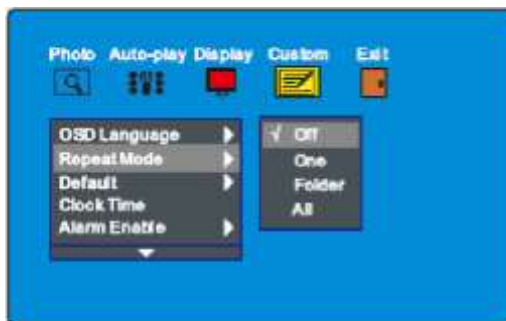 Photo Auto-play Display Custom Exit
OSD Language
Repeat Mode
Default
Clock Time
Alarm Enable
√ Off
One
Folder
All